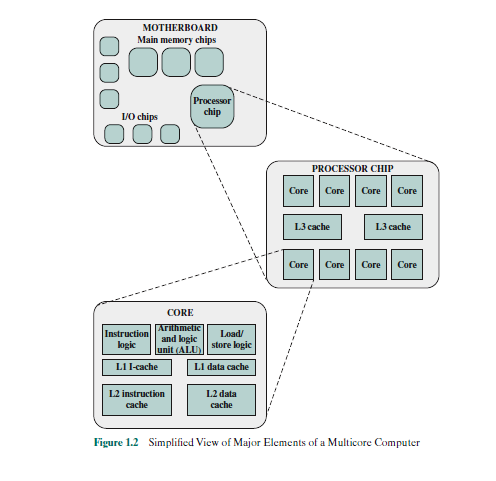 MOTHERBOARD
Main memory chips
Processor
chip
I/O chips
PROCESSOR CHIP
Core Core Core Core
L3 cache L3 cache
Core Core Core Core
CORE
Instruction
logic
Arithmetic
and logic
unit (ALU)
Load/
store logic
L1 I-cache L1 data cache
L2 instruction
cache
L2 data
cache
Figure 1.2 Simplified View of Major Elements of a Multicore Computer